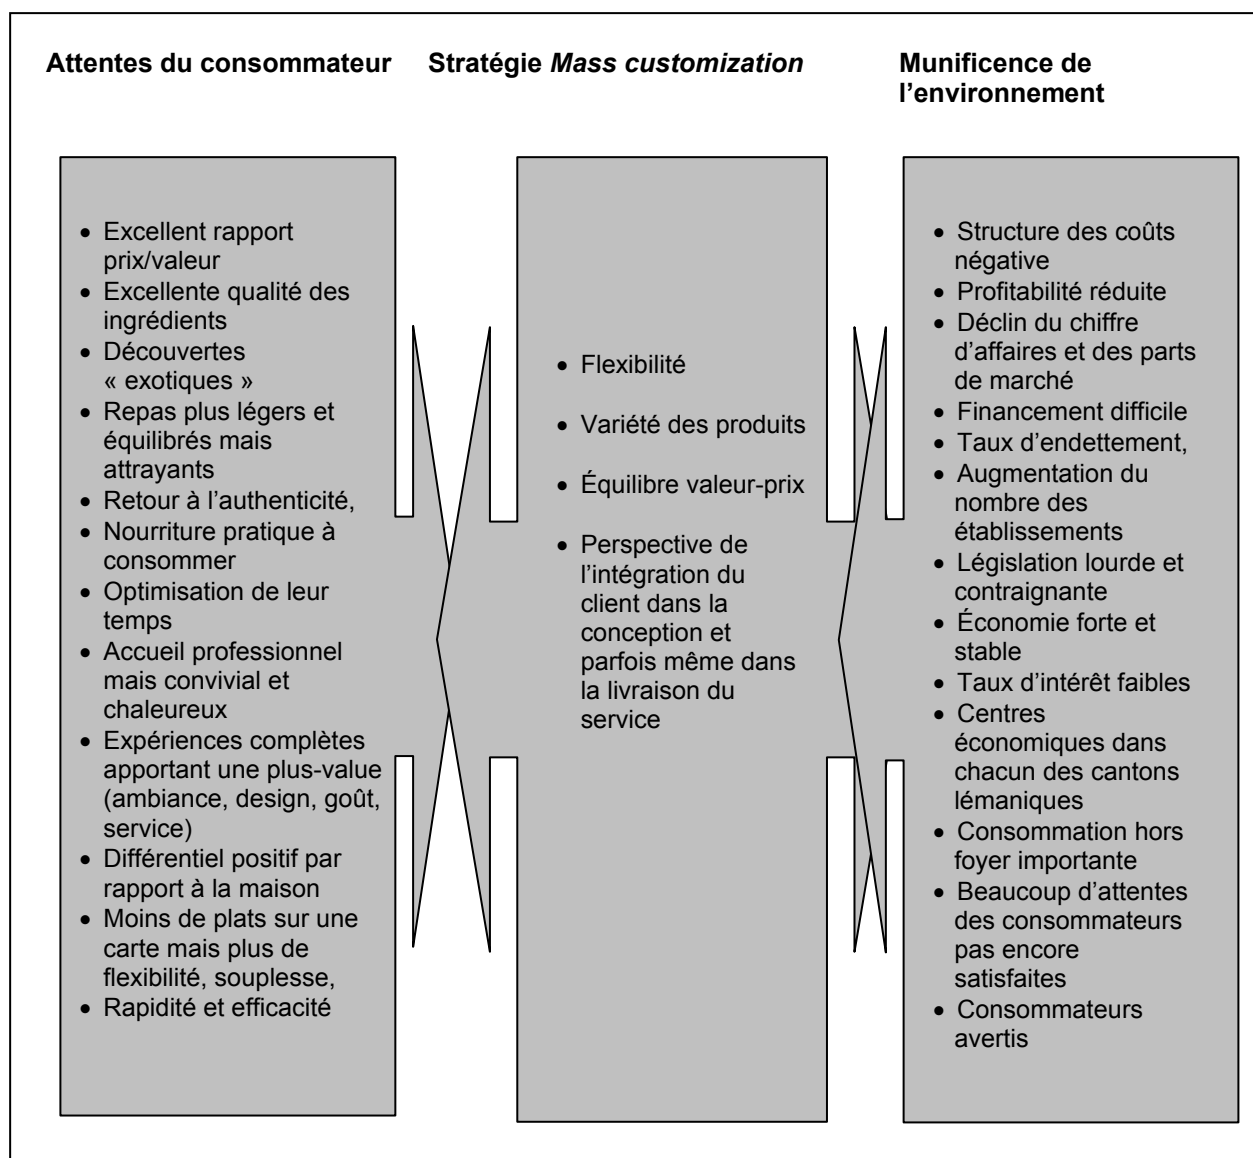 Attentes du consommateur
Stratégie Mass customization
Munificence de
l’environnement
• Excellent rapport
prix/valeur
• Excellente qualité des
ingrédients
• Découvertes
« exotiques »
• Repas plus légers et
équilibrés mais
attrayants
• Retour à l’authenticité,
• Nourriture pratique à
consommer
• Optimisation de leur
temps
• Accueil professionnel
mais convivial et
chaleureux
• Expériences complètes
apportant une plus-value
(ambiance, design, goût,
service)
• Différentiel positif par
rapport à la maison
• Moins de plats sur une
carte mais plus de
flexibilité, souplesse,
• Rapidité et efficacité
• Flexibilité
• Variété des produits
• Équilibre valeur-prix
• Perspective de
l’intégration du
client dans la
conception et
parfois même dans
la livraison du
service
• Structure des coûts
négative
• Profitabilité réduite
• Déclin du chiffre
d’affaires et des parts
de marché
• Financement difficile
• Taux d’endettement,
• Augmentation du
nombre des
établissements
• Législation lourde et
contraignante
• Économie forte et
stable
• Taux d’intérêt faibles
• Centres
économiques dans
chacun des cantons
lémaniques
• Consommation hors
foyer importante
• Beaucoup d’attentes
des consommateurs
pas encore
satisfaites
• Consommateurs
avertis